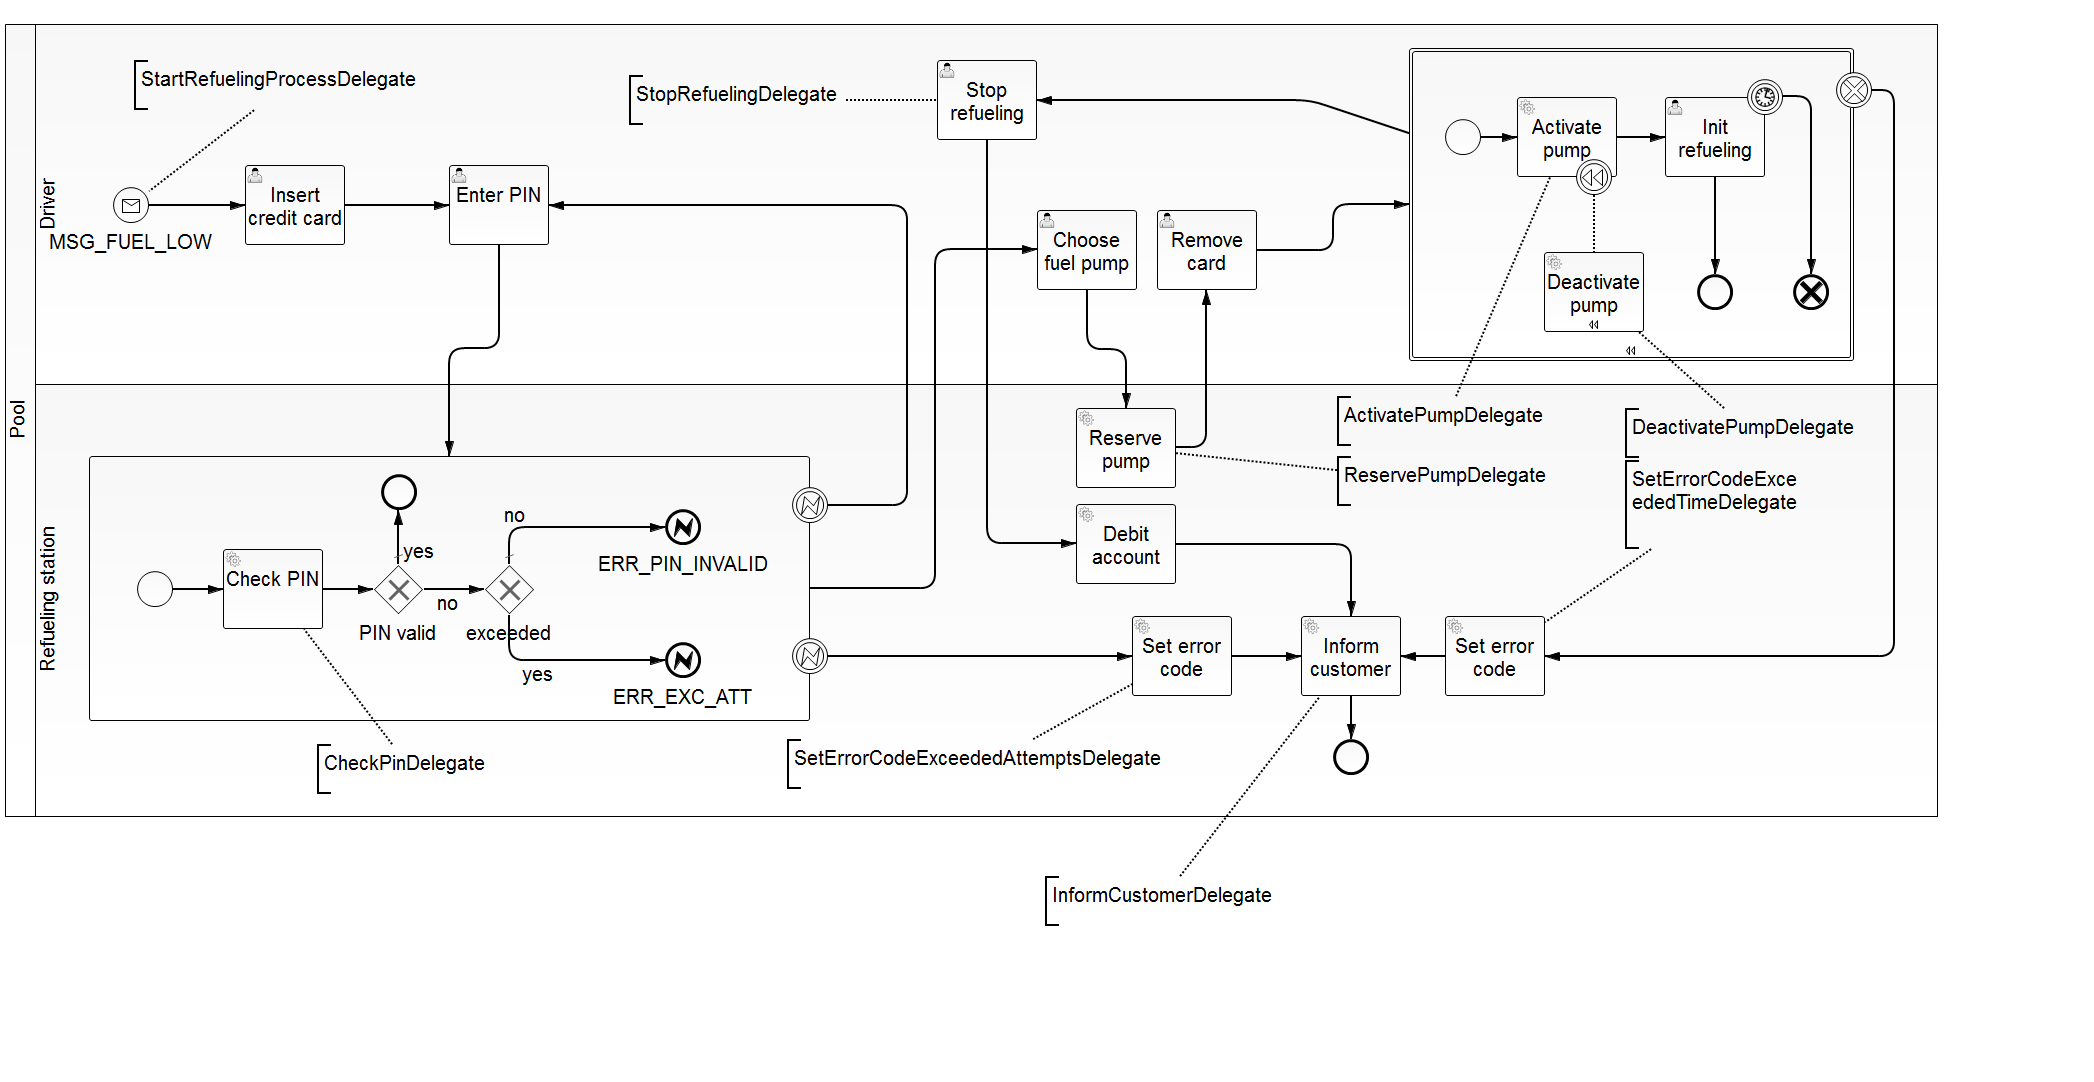 Pool
Driver
StartRefuelingProcessDelegate
MSG_FUEL_LOW
Insert
credit card
Enter PIN
StopRefuelingDelegate
Stop
refueling
Choose
fuel pump
Remove
card
Activate
pump
Init
refueling
Deactivate
pump
Refueling station
Check PIN
PIN valid
yes
no
exceeded
no
yes
ERR_PIN_INVALID
ERR_EXC_ATT
CheckPinDelegate
Reserve
pump
Debit
account
ActivatePumpDelegate
ReservePumpDelegate
DeactivatePumpDelegate
SetErrorCodeExce
ededTimeDelegate
Set error
code
Inform
customer
Set error
code
SetErrorCodeExceededAttemptsDelegate
InformCustomerDelegate